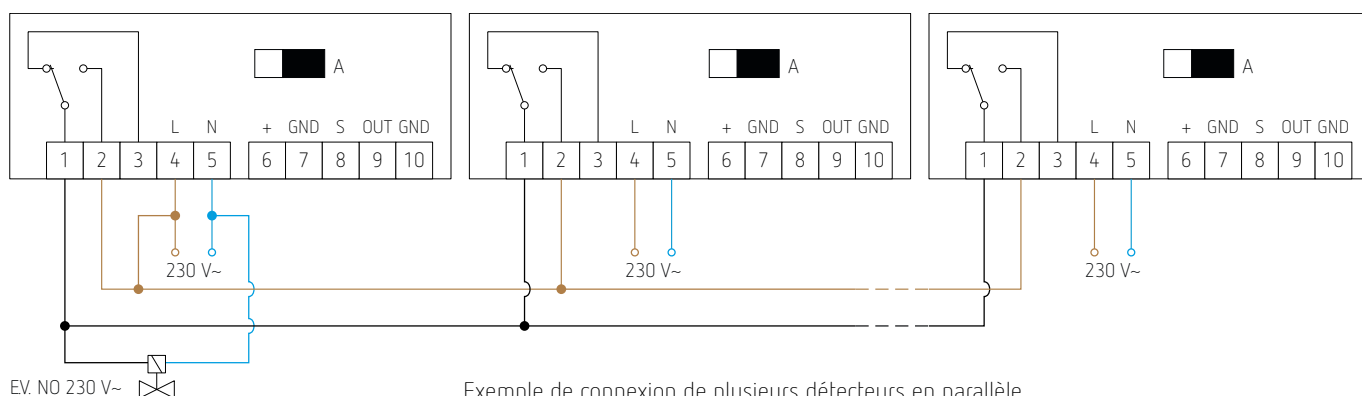 A A A
L N + GND S OUT GND L N + GND S OUT GND L N + GND S OUT GND
1 2 3 4 5 6 7 8 9 10 1 2 3 4 5 6 7 8 9 10 1 2 3 4 5 6 7 8 9 10
230 V~ 230 V~ 230 V~
EV. NO 230 V~ Exemple de connexion de plusieurs détecteurs en parallèle